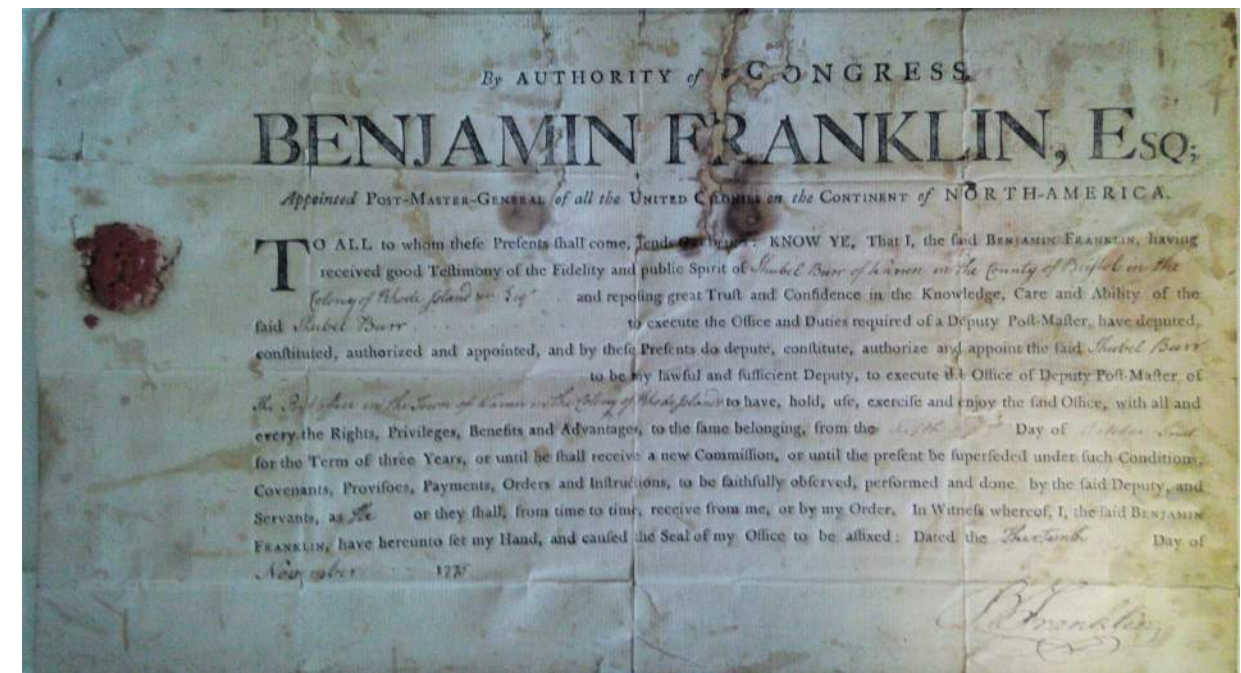 By AUTHORITY of CONGRESS,
BENJAMIN FRANKLIN, Esq;
Appointed Post-Master-General of all the United Colonies on the Continent of NORTH-AMERICA.
TO ALL to whom theſe Preſents ſhall come, ſends : KNOW YE, That I, the ſaid Benjamin Franklin, having
received good Teſtimony of the Fidelity and public Spirit of Shubel Burr of Warren in the County of Briſtol in the
Colony of Rhode Iſland Esqr and repoſing great Truſt and Confidence in the Knowledge, Care and Ability of the
ſaid Shubel Burr to execute the Office and Duties required of a Deputy Poſt-Maſter, have deputed,
conſtituted, authorized and appointed, and by theſe Preſents do depute, conſtitute, authorize and appoint the ſaid Shubel Burr
to be my lawful and ſufficient Deputy, to execute the Office of Deputy Poſt-Maſter of
the Poſt office in the Town of Warren in the Colony of Rhode Iſland to have, hold, uſe, exerciſe and enjoy the ſaid Office, with all and
every the Rights, Privileges, Benefits and Advantages, to the ſame belonging, from the Day of October
for the Term of three Years, or until he ſhall receive a new Commiſſion, or until the preſent be ſuperſeded under ſuch Conditions,
Covenants, Proviſoes, Payments, Orders and Inſtructions, to be faithfully obſerved, performed and done by the ſaid Deputy, and
Servants, as he or they ſhall, from time to time, receive from me, or by my Order. In Witneſs whereof, I, the ſaid Benjamin
Franklin, have hereunto ſet my Hand, and cauſed the Seal of my Office to be affixed: Dated the Thirteenth Day of
November 1775
B Franklin